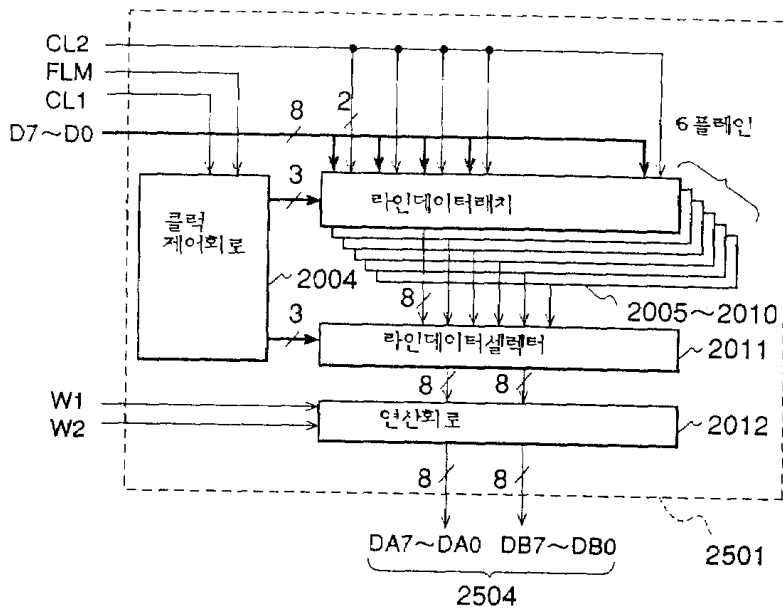 CL2
FLM
CL1
D7~D0
8
2
6 플레인
클럭
제어회로
3
라인데이터래치
2004
8
2005~2010
3
라인데이터셀렉터
2011
8
8
W1
W2
연산회로
2012
8
8
DA7~DA0
DB7~DB0
2501
2504